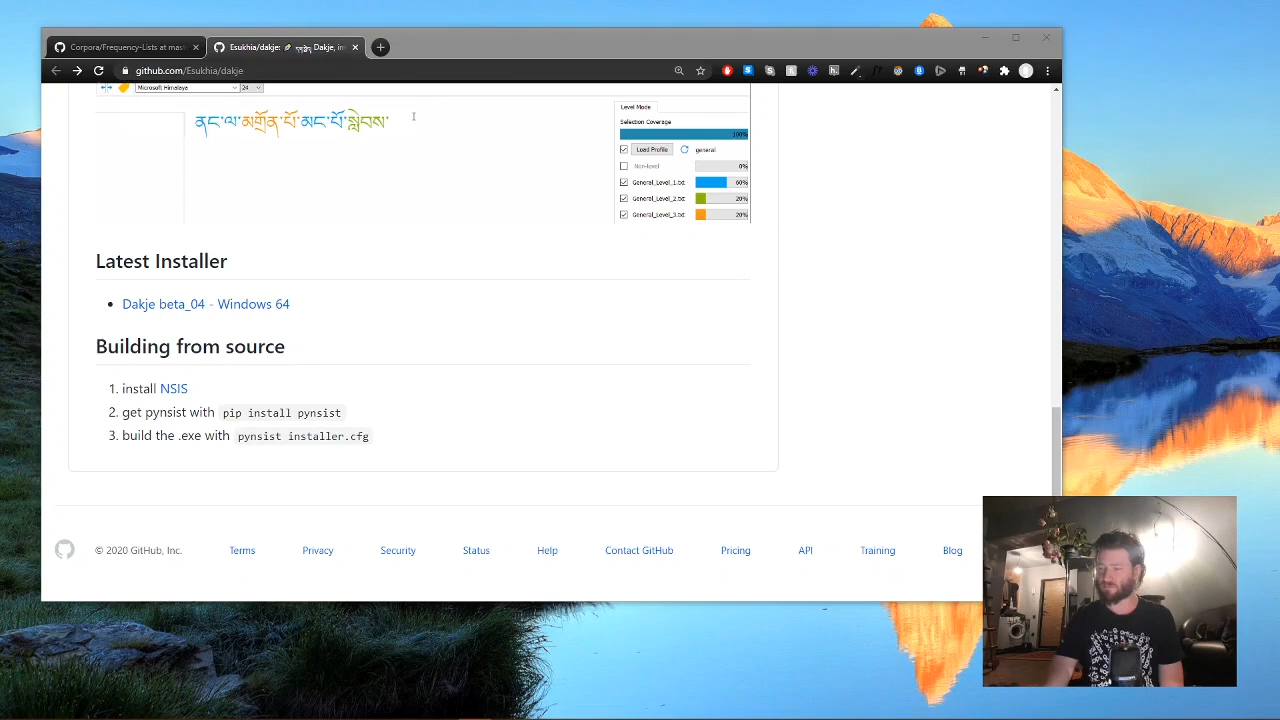 Corpora/Frequency-Lists at mas
Esukhia/dakje:
Dakje, in
github.com/Esukhia/dakje
Microsoft Himalaya
24
ནང་ལ་མགྲོན་པོ་མང་པོ་སླེབས་
Level Mode
Selection Coverage
100%
Load Profile
general
Non-level
0%
General_Level_1.txt
60%
General_Level_2.txt
20%
General_Level_3.txt
20%
Latest Installer
Dakje beta_04 - Windows 64
Building from source
1. install NSIS
2. get pynsist with pip install pynsist
3. build the .exe with pynsist installer.cfg
© 2020 GitHub, Inc.
Terms
Privacy
Security
Status
Help
Contact GitHub
Pricing
API
Training
Blog